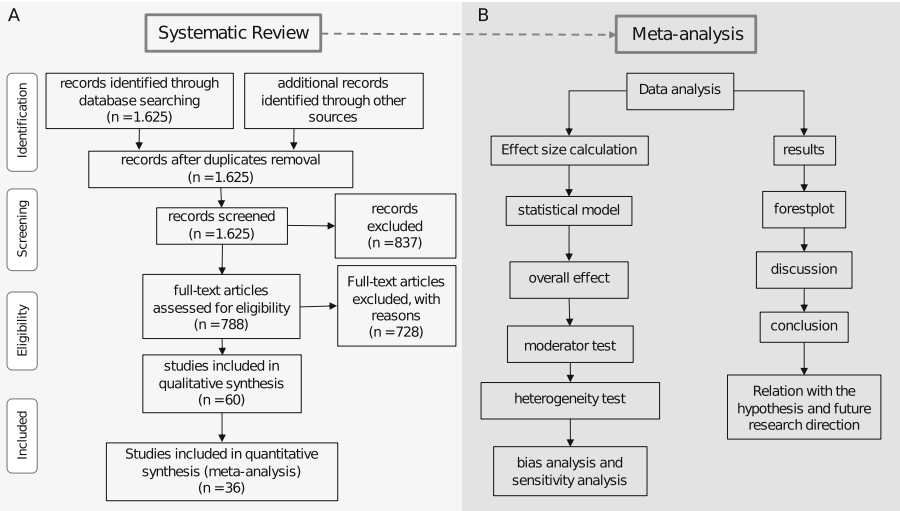 A
Systematic Review
Identification
records identified through
database searching
(n = 1.625)
additional records
identified through other
sources
records after duplicates removal
(n = 1.625)
Screening
records screened
(n = 1.625)
records
excluded
(n = 837)
Eligibility
full-text articles
assessed for eligibility
(n = 788)
Full-text articles
excluded, with
reasons
(n = 728)
studies included in
qualitative synthesis
(n = 60)
Included
Studies included in quantitative
synthesis (meta-analysis)
(n = 36)
B
Meta-analysis
Data analysis
Effect size calculation
statistical model
overall effect
moderator test
heterogeneity test
bias analysis and
sensitivity analysis
results
forestplot
discussion
conclusion
Relation with the
hypothesis and future
research direction